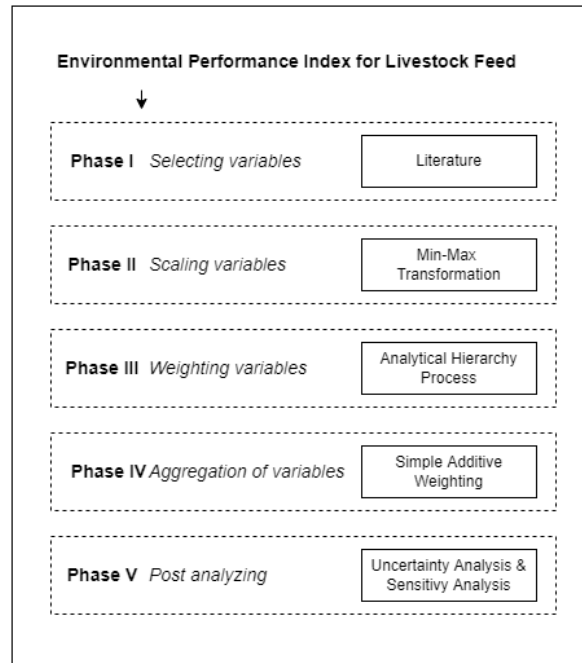 Environmental Performance Index for Livestock Feed
Phase I Selecting variables
Literature
Phase II Scaling variables
Min-Max
Transformation
Phase III Weighting variables
Analytical Hierarchy
Process
Phase IV Aggregation of variables
Simple Additive
Weighting
Phase V Post analyzing
Uncertainty Analysis &
Sensitivy Analysis